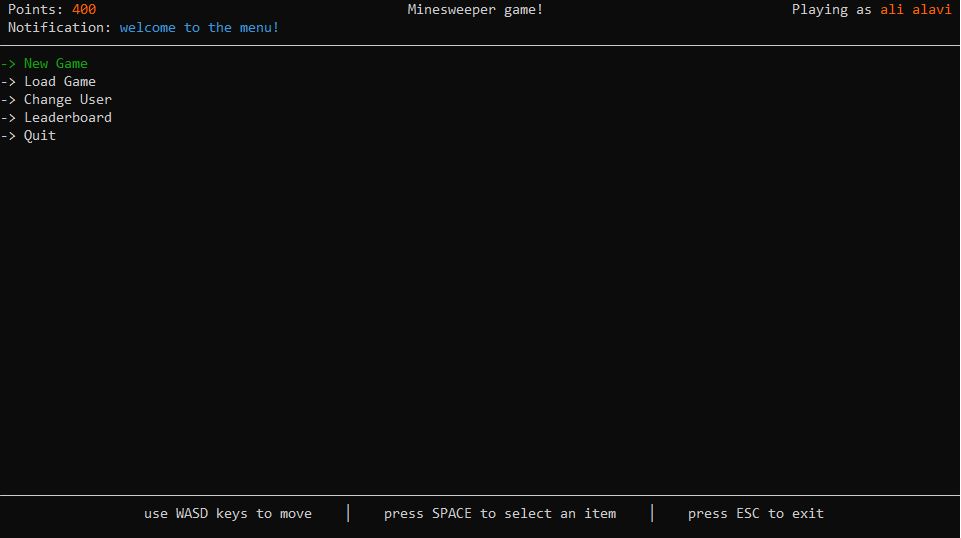 Points: 400 Minesweeper game! Playing as ali alavi
Notification: welcome to the menu!
-> New Game
-> Load Game
-> Change User
-> Leaderboard
-> Quit
use WASD keys to move │ press SPACE to select an item │ press ESC to exit